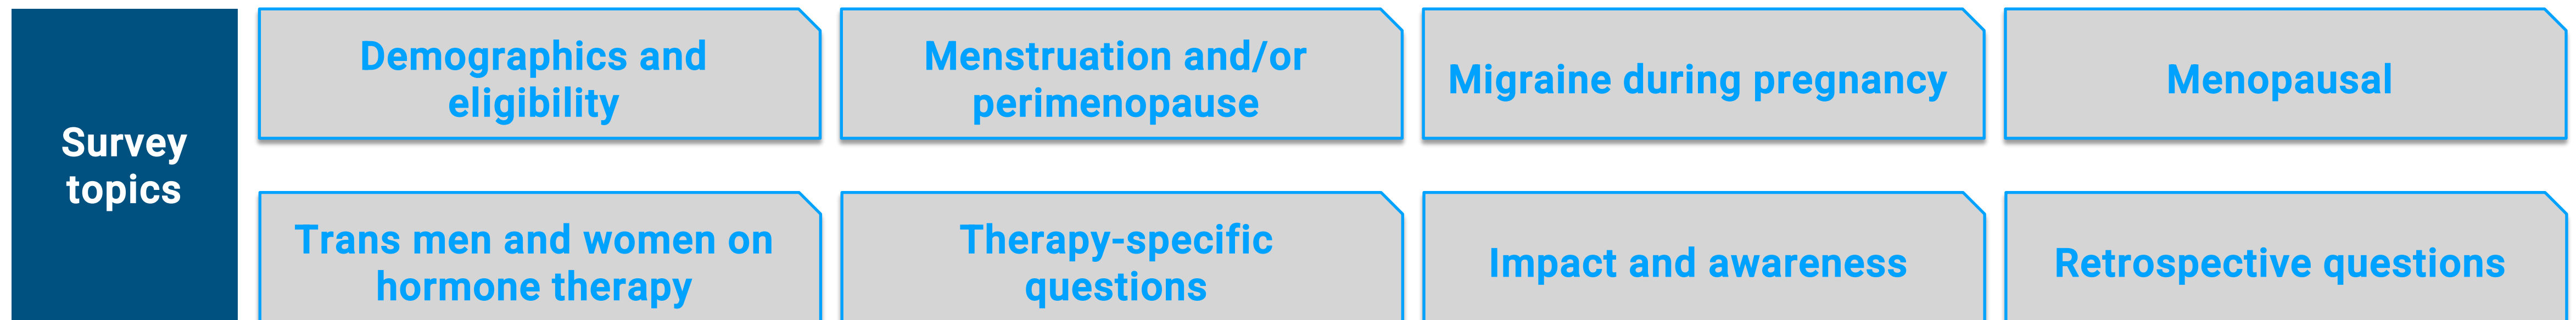 Survey
topics
Demographics and
eligibility
Menstruation and/or
perimenopause
Migraine during pregnancy
Menopausal
Trans men and women on
hormone therapy
Therapy-specific
questions
Impact and awareness
Retrospective questions